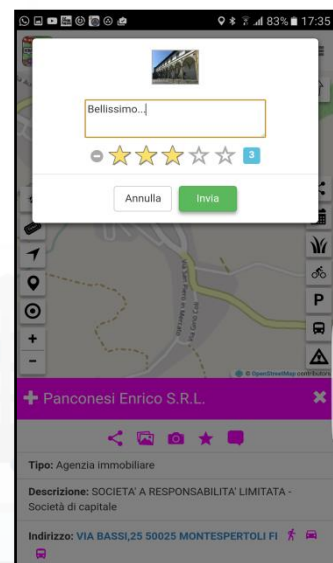 83% 17:35
Bellissimo...
3
Annulla Invia
P
+
-
© OpenStreetMap contributors
Panconesi Enrico S.R.L.
Tipo: Agenzia immobiliare
Descrizione: SOCIETA' A RESPONSABILITA' LIMITATA -
Società di capitale
Indirizzo: VIA BASSI,25 50025 MONTESPERTOLI FI